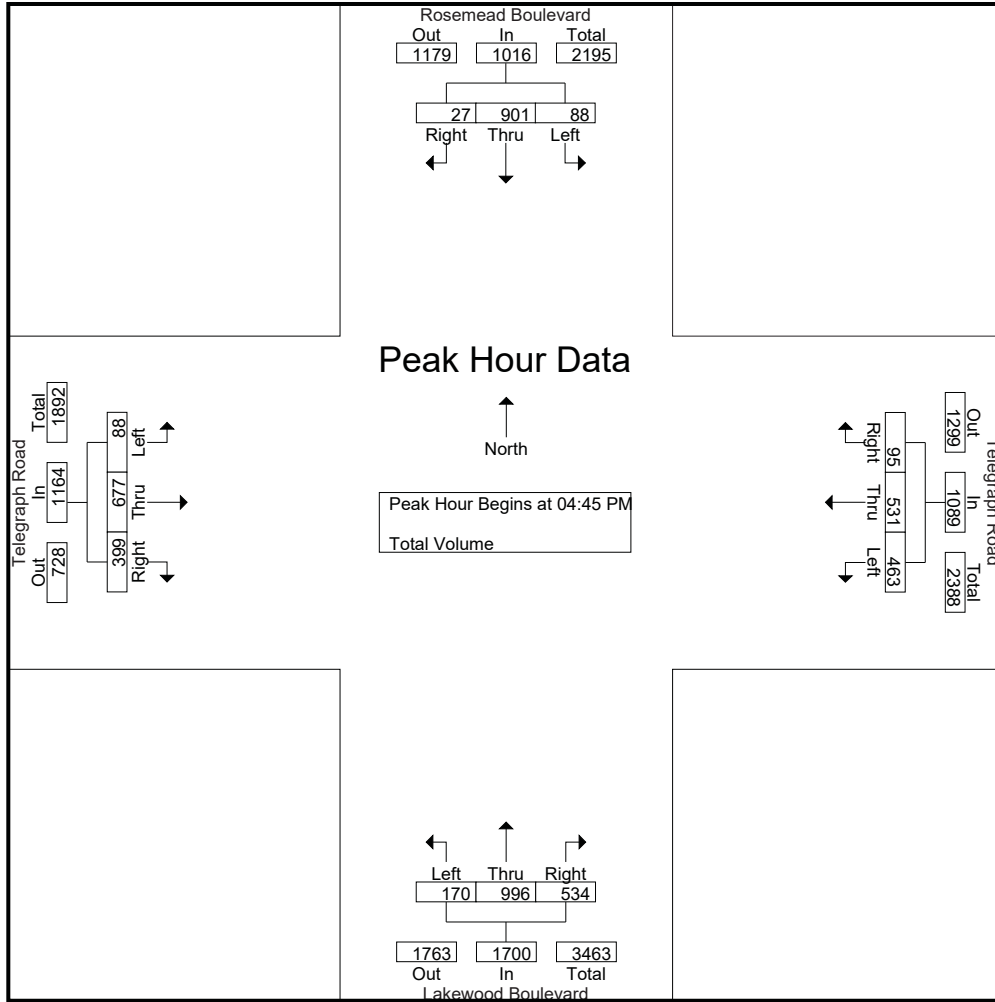 Rosemead Boulevard
Out In Total
1179 1016 2195
27 901 88
Right Thru Left
Peak Hour Data
North
Peak Hour Begins at 04:45 PM
Total Volume
Telegraph Road
Total In Out
1892 1164 728
88 677 399
Left Thru Right
Right Thru Left
95 531 463
Out In Total
1299 1089 2388
Telegraph Road
Left Thru Right
170 996 534
1763 1700 3463
Out In Total
Lakewood Boulevard